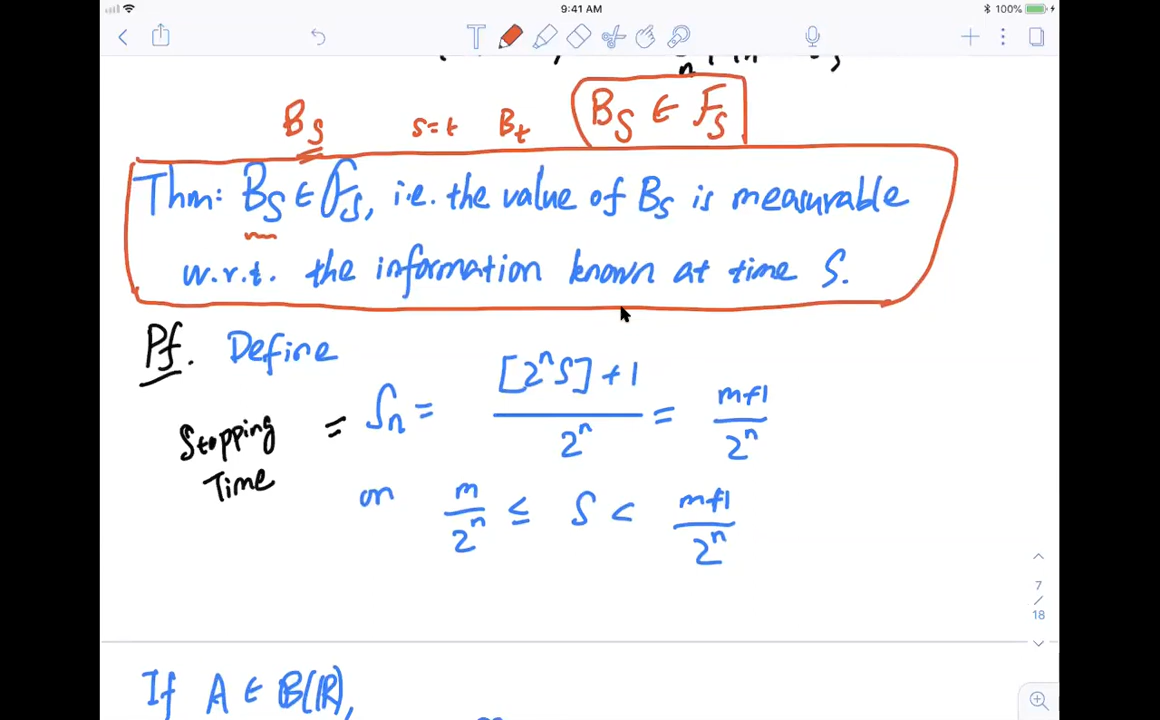 9:41 AM
100%
B_S s=t B_t B_S ∈ F_S
Thm: B_S ∈ F_S, i.e. the value of B_S is measurable
w.r.t. the information known at time S.
Pf. Define
Stopping Time = S_n = ([2^n S] + 1) / 2^n = (m+1) / 2^n
on m / 2^n ≤ S < (m+1) / 2^n
7
/
18
If A ∈ B(R),